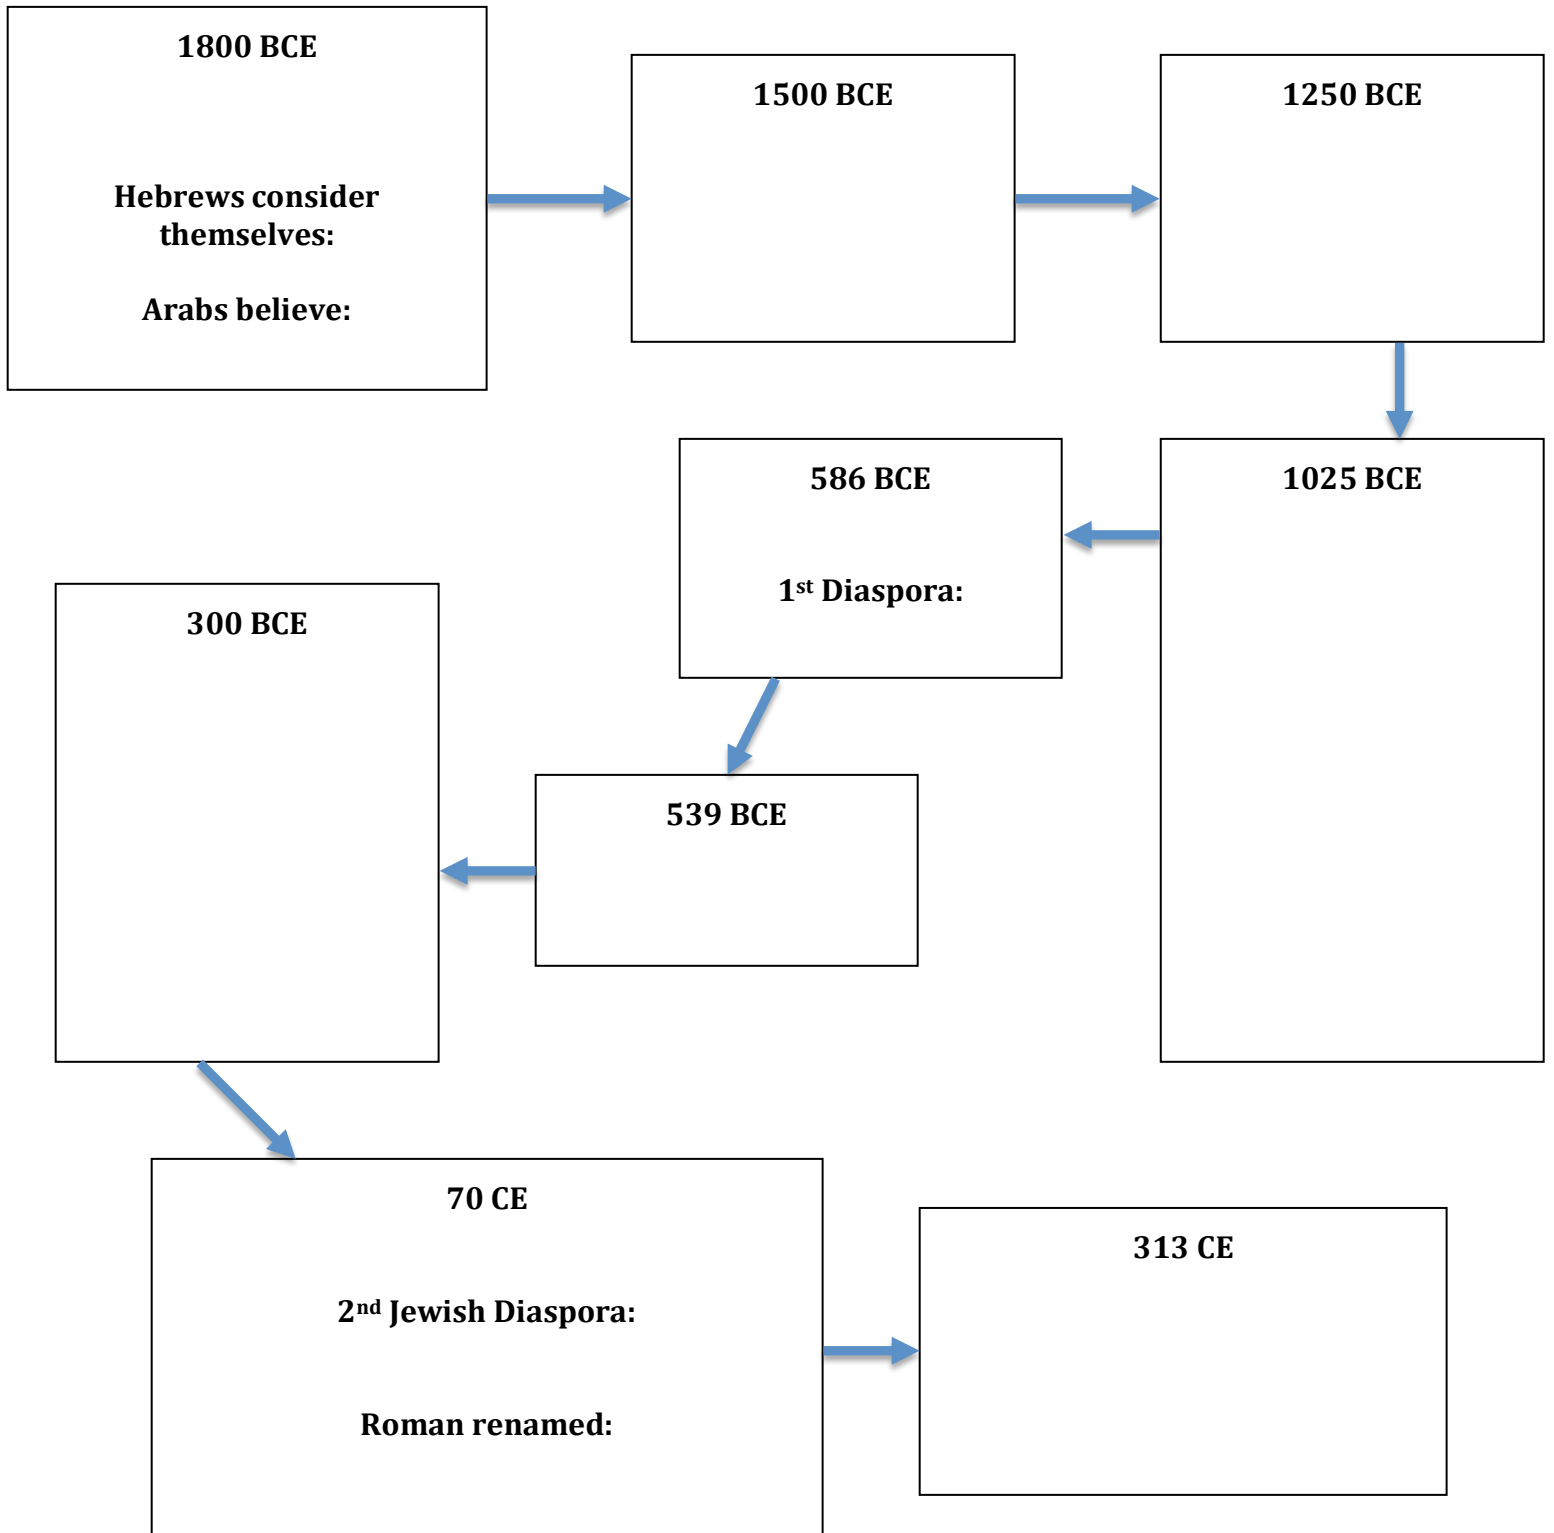 1800 BCE
Hebrews consider
themselves:
Arabs believe:
1500 BCE
1250 BCE
1025 BCE
586 BCE
1st Diaspora:
539 BCE
300 BCE
70 CE
2nd Jewish Diaspora:
Roman renamed:
313 CE